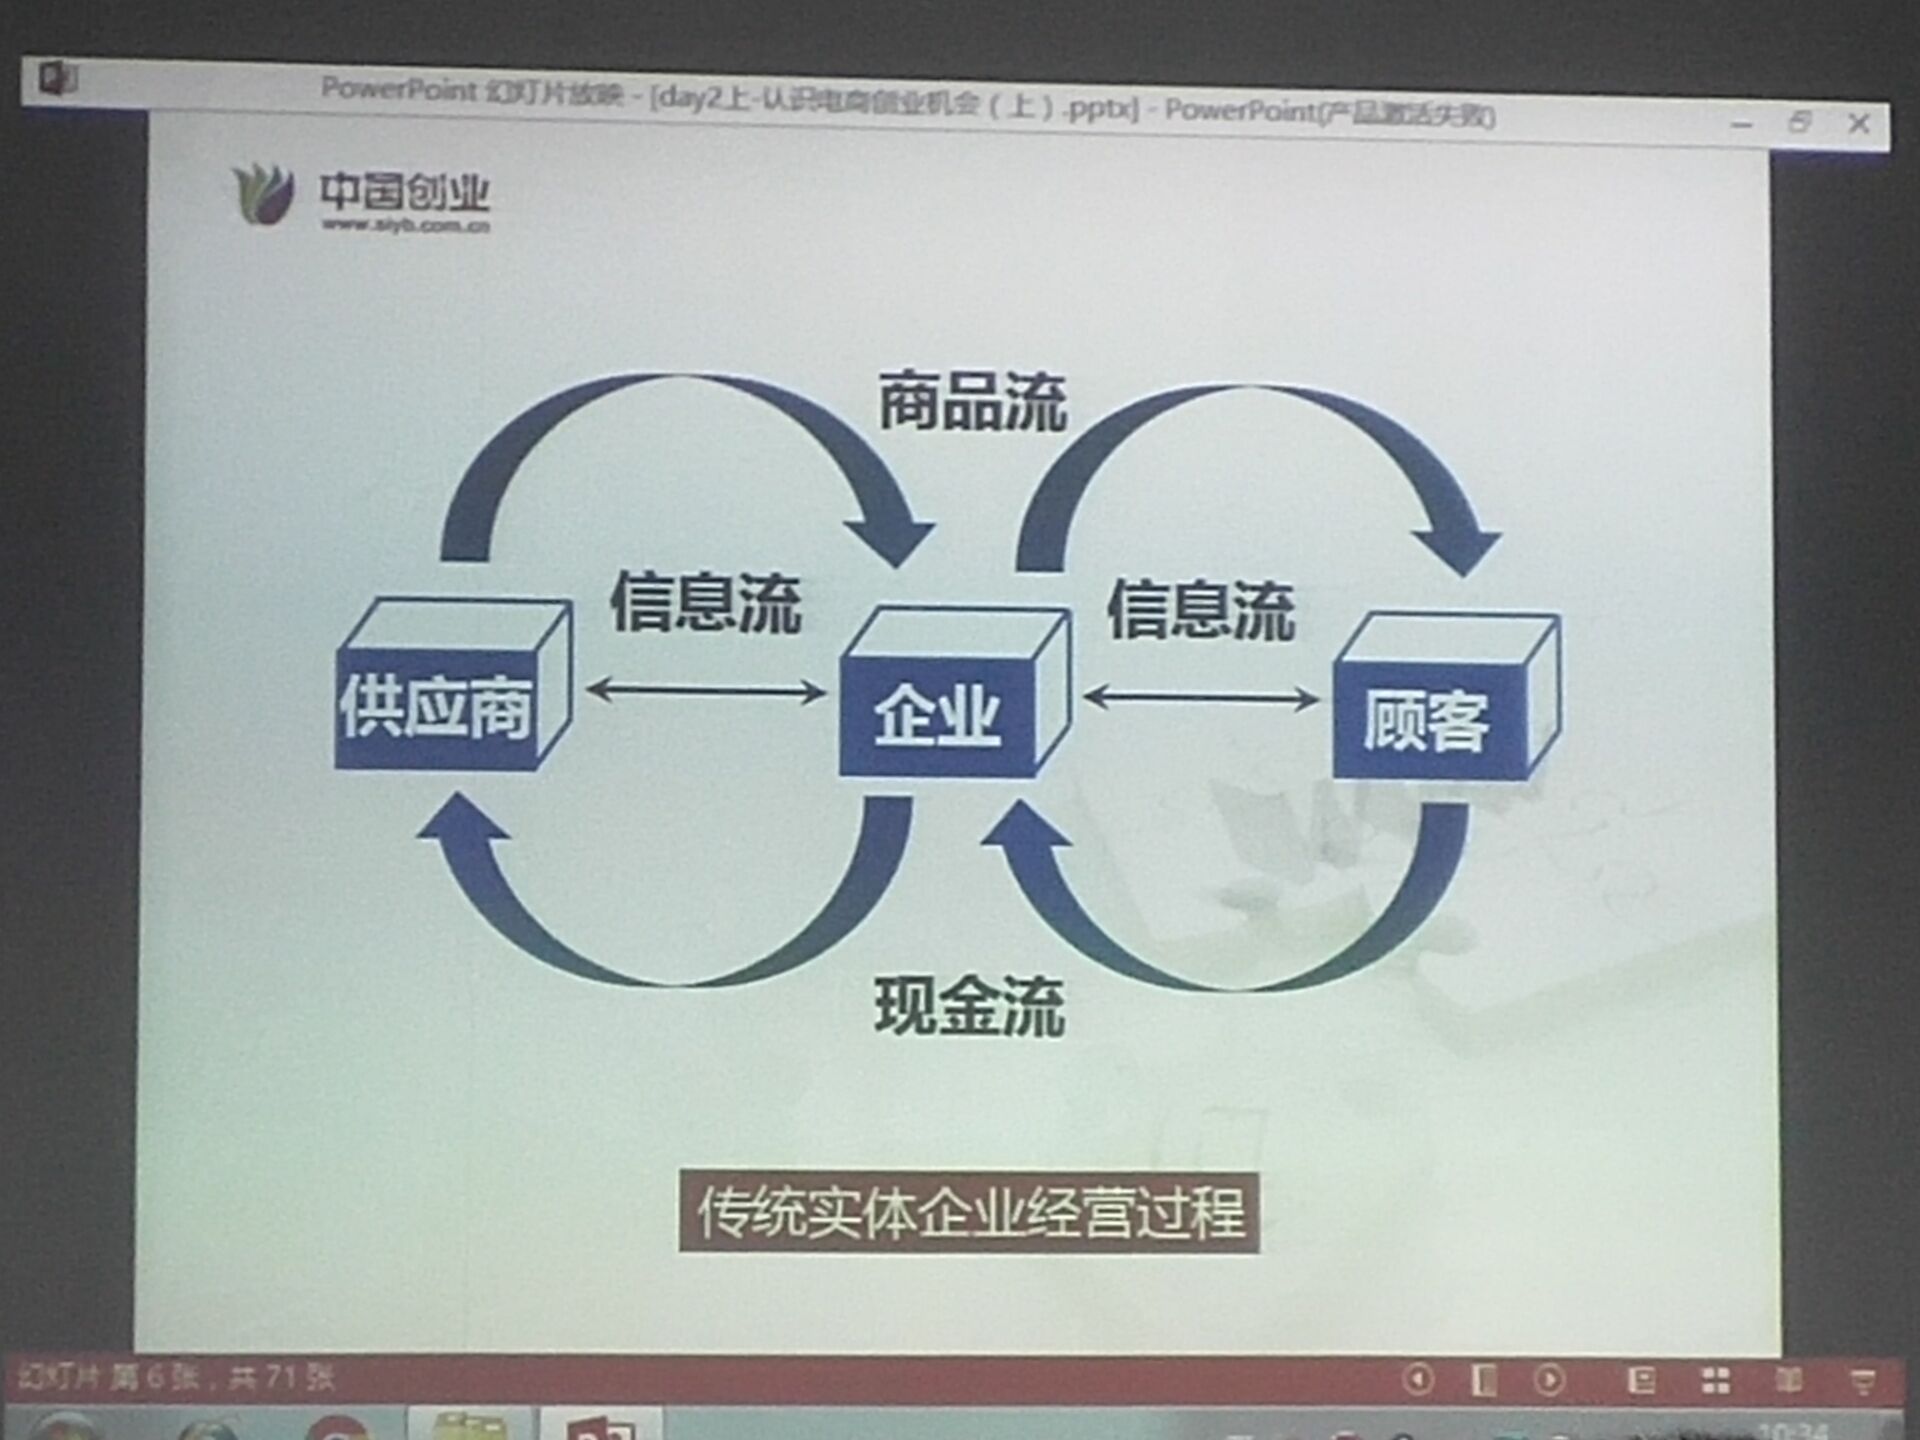 PowerPoint 幻灯片放映 - [day2上-认识电商创业机会（上）.pptx] - PowerPoint(产品激活失败)
中国创业
www.siyb.com.cn
商品流
信息流
信息流
供应商
企业
顾客
现金流
传统实体企业经营过程
幻灯片 第 6 张，共 71 张
10:34